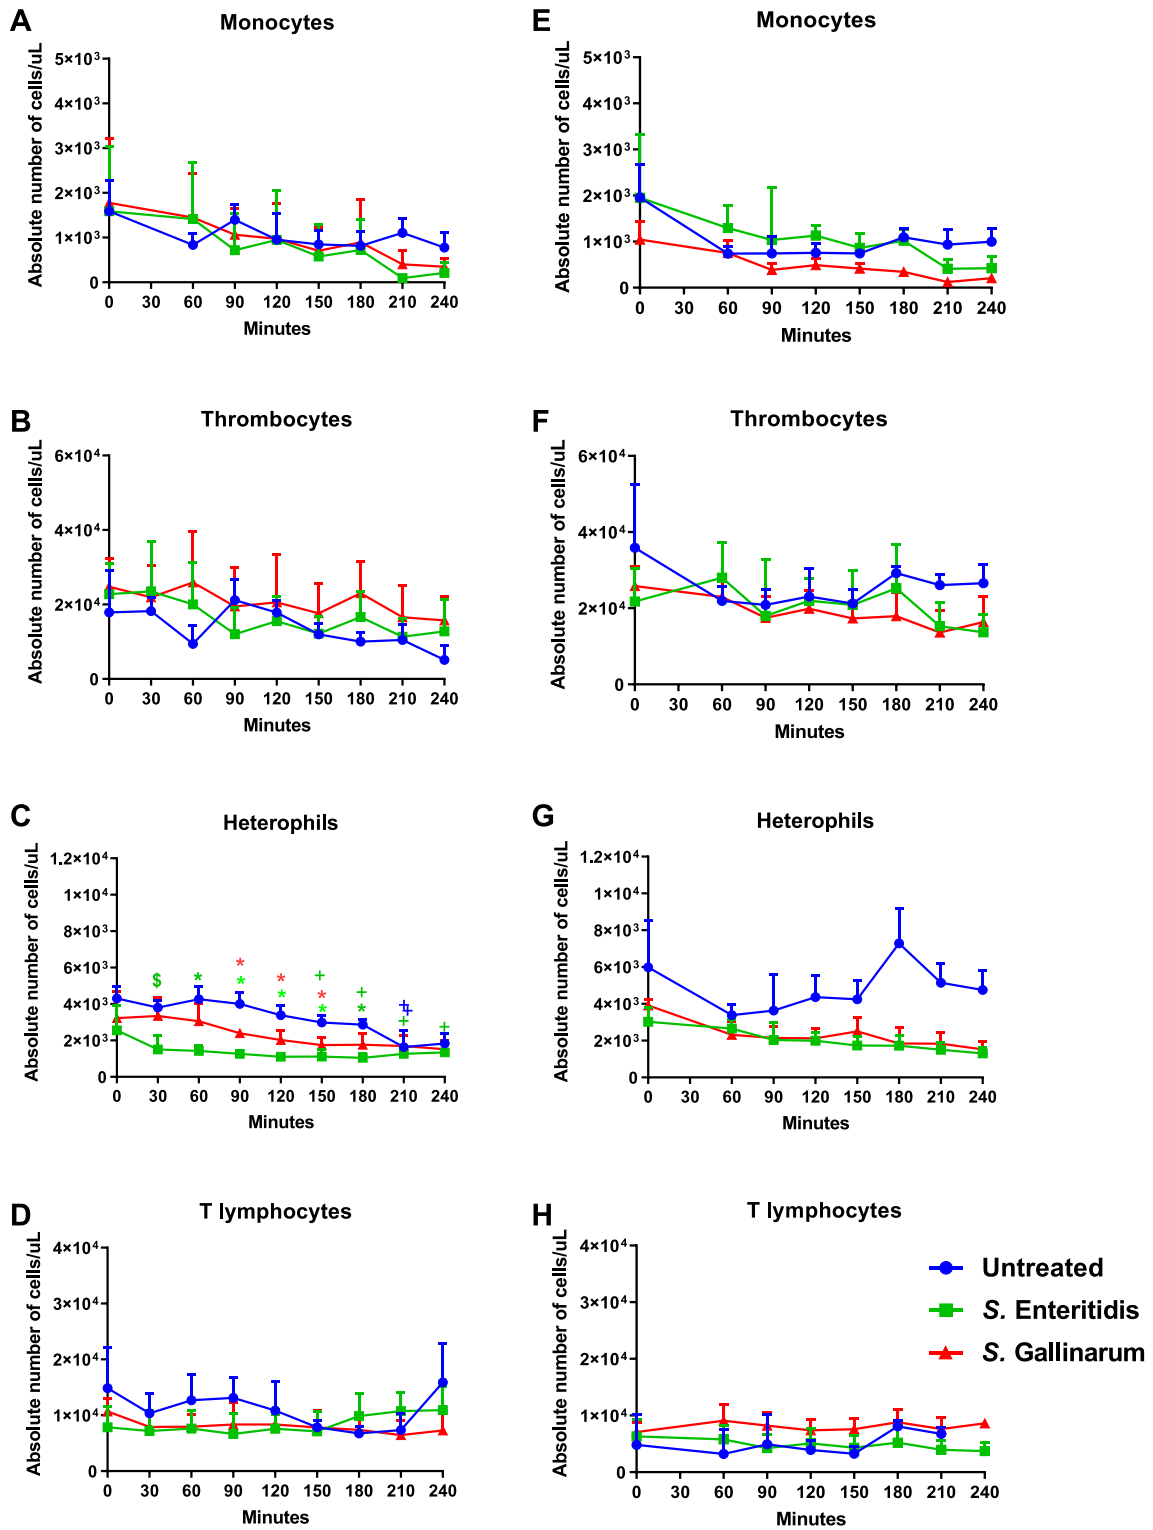 A
Monocytes
Absolute number of cells/uL
5×10³
4×10³
3×10³
2×10³
1×10³
0
0 30 60 90 120 150 180 210 240
Minutes
E
Monocytes
Absolute number of cells/uL
5×10³
4×10³
3×10³
2×10³
1×10³
0
0 30 60 90 120 150 180 210 240
Minutes
B
Thrombocytes
Absolute number of cells/uL
6×10⁴
4×10⁴
2×10⁴
0
0 30 60 90 120 150 180 210 240
Minutes
F
Thrombocytes
Absolute number of cells/uL
6×10⁴
4×10⁴
2×10⁴
0
0 30 60 90 120 150 180 210 240
Minutes
C
Heterophils
Absolute number of cells/uL
1.2×10⁴
1×10⁴
8×10³
6×10³
4×10³
2×10³
0
$ * * * * * + * * + * + + + +
0 30 60 90 120 150 180 210 240
Minutes
G
Heterophils
Absolute number of cells/uL
1.2×10⁴
1×10⁴
8×10³
6×10³
4×10³
2×10³
0
0 30 60 90 120 150 180 210 240
Minutes
D
T lymphocytes
Absolute number of cells/uL
4×10⁴
3×10⁴
2×10⁴
1×10⁴
0
0 30 60 90 120 150 180 210 240
Minutes
H
T lymphocytes
Absolute number of cells/uL
4×10⁴
3×10⁴
2×10⁴
1×10⁴
0
0 30 60 90 120 150 180 210 240
Minutes
Untreated
S. Enteritidis
S. Gallinarum